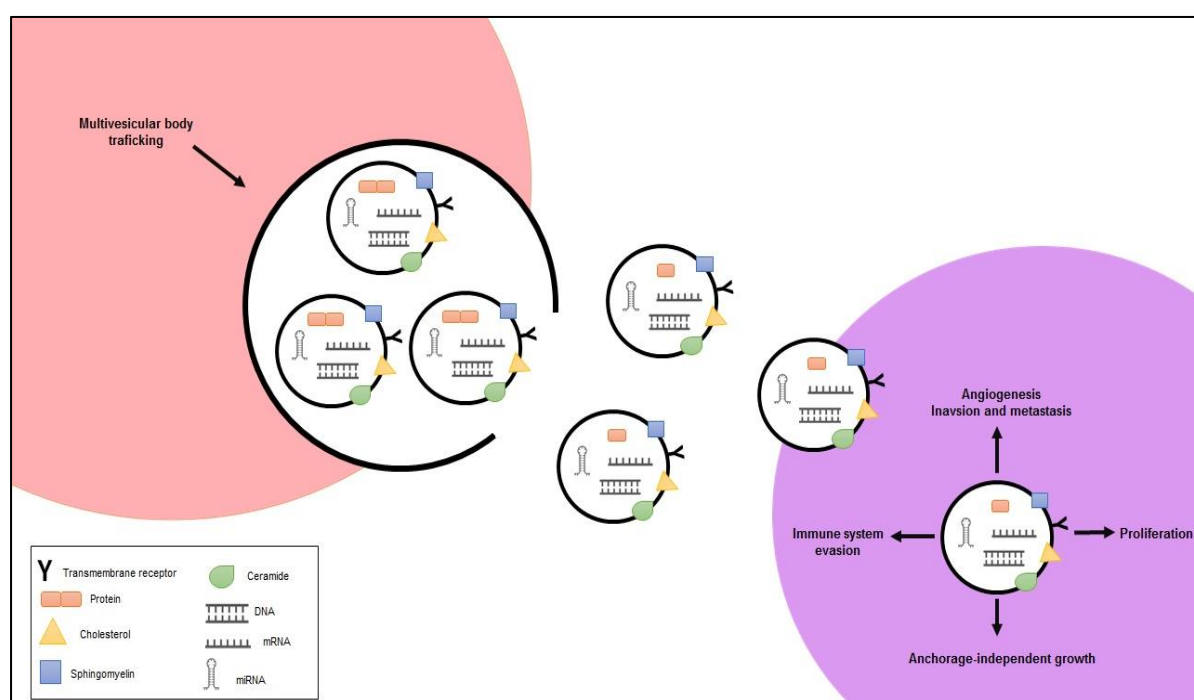 Multivesicular body
traficking
Angiogenesis
Inavsion and metastasis
Immune system
evasion
Proliferation
Anchorage-independent growth
Transmembrane receptor
Protein
Cholesterol
Sphingomyelin
Ceramide
DNA
mRNA
miRNA